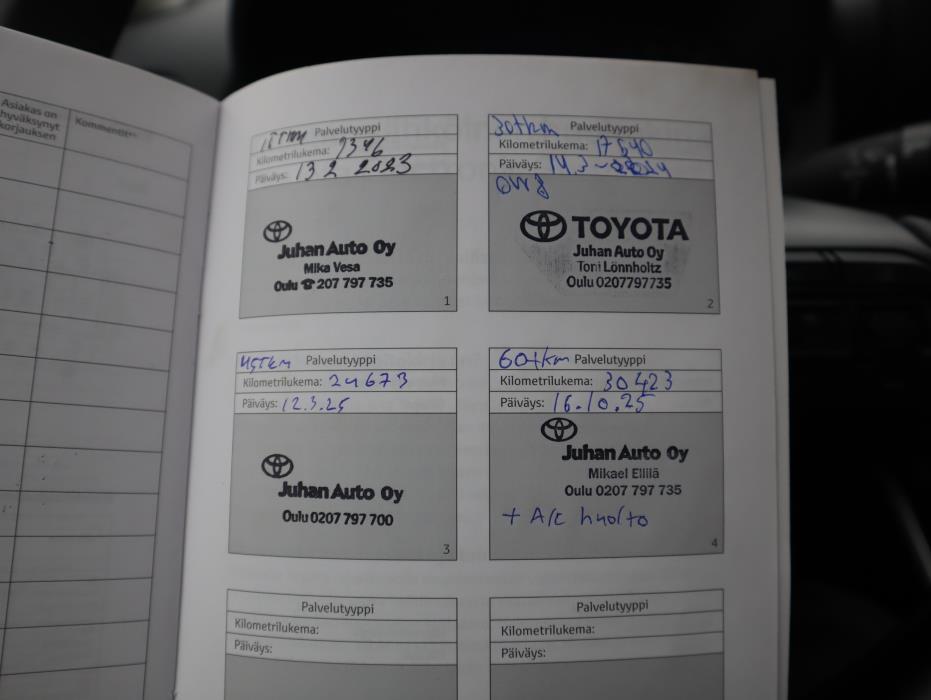 Asiakas on
hyväksynyt
korjauksen
15tkm Palvelutyyppi
Kilometrilukema: 9346
Päiväys: 13 2 2023
Juhan Auto Oy
Mika Vesa
Oulu ☎ 207 797 735
1
30tkm Palvelutyyppi
Kilometrilukema: 17540
Päiväys: 14.3
TOYOTA
Juhan Auto Oy
Toni Lönnholtz
Oulu 0207797735
2
45tkm Palvelutyyppi
Kilometrilukema: 24673
Päiväys: 12.3.25
Juhan Auto Oy
Oulu 0207 797 700
3
60tkm Palvelutyyppi
Kilometrilukema: 30423
Päiväys: 16.10.25
Juhan Auto Oy
Mikael Ellilä
Oulu 0207 797 735
+ A/C huolto
4
Palvelutyyppi
Kilometrilukema:
Päiväys:
Palvelutyyppi
Kilometrilukema:
Päiväys: